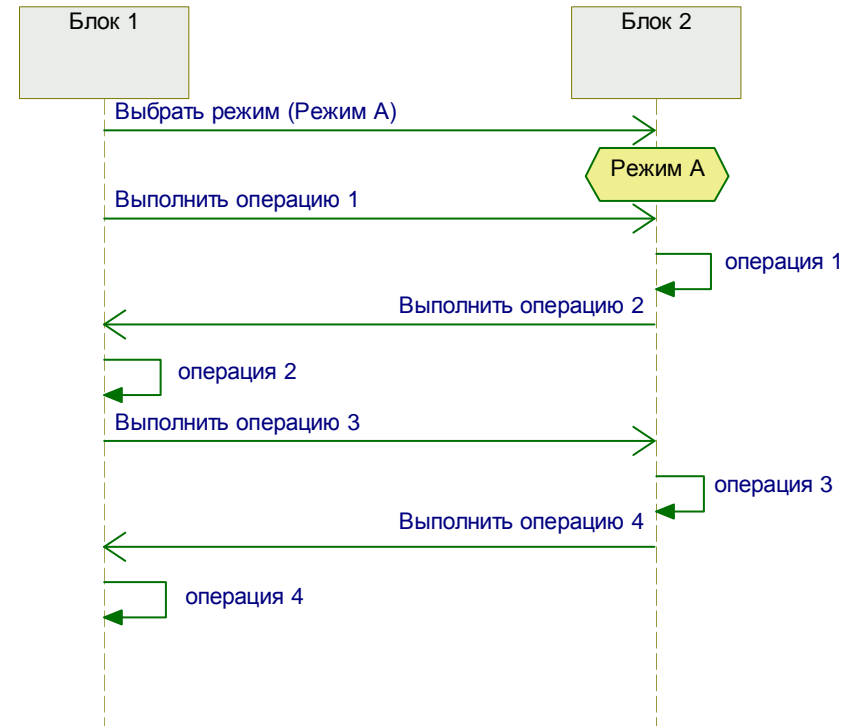 Блок 1
Блок 2
Выбрать режим (Режим А)
Режим А
Выполнить операцию 1
операция 1
Выполнить операцию 2
операция 2
Выполнить операцию 3
операция 3
Выполнить операцию 4
операция 4